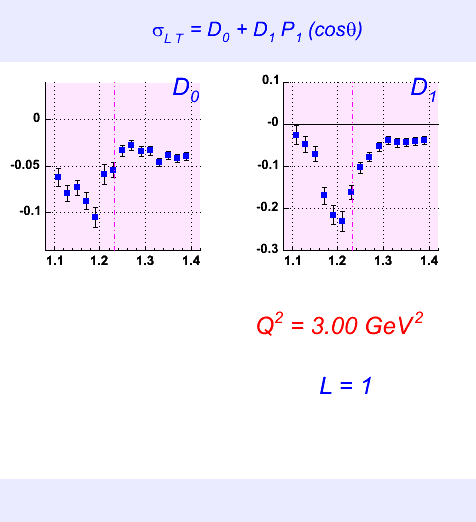 σ_L T = D_0 + D_1 P_1 (cosθ)
D_0
0
-0.05
-0.1
1.1 1.2 1.3 1.4
D_1
0.1
-0
-0.1
-0.2
-0.3
1.1 1.2 1.3 1.4
Q^2 = 3.00 GeV^2
L = 1